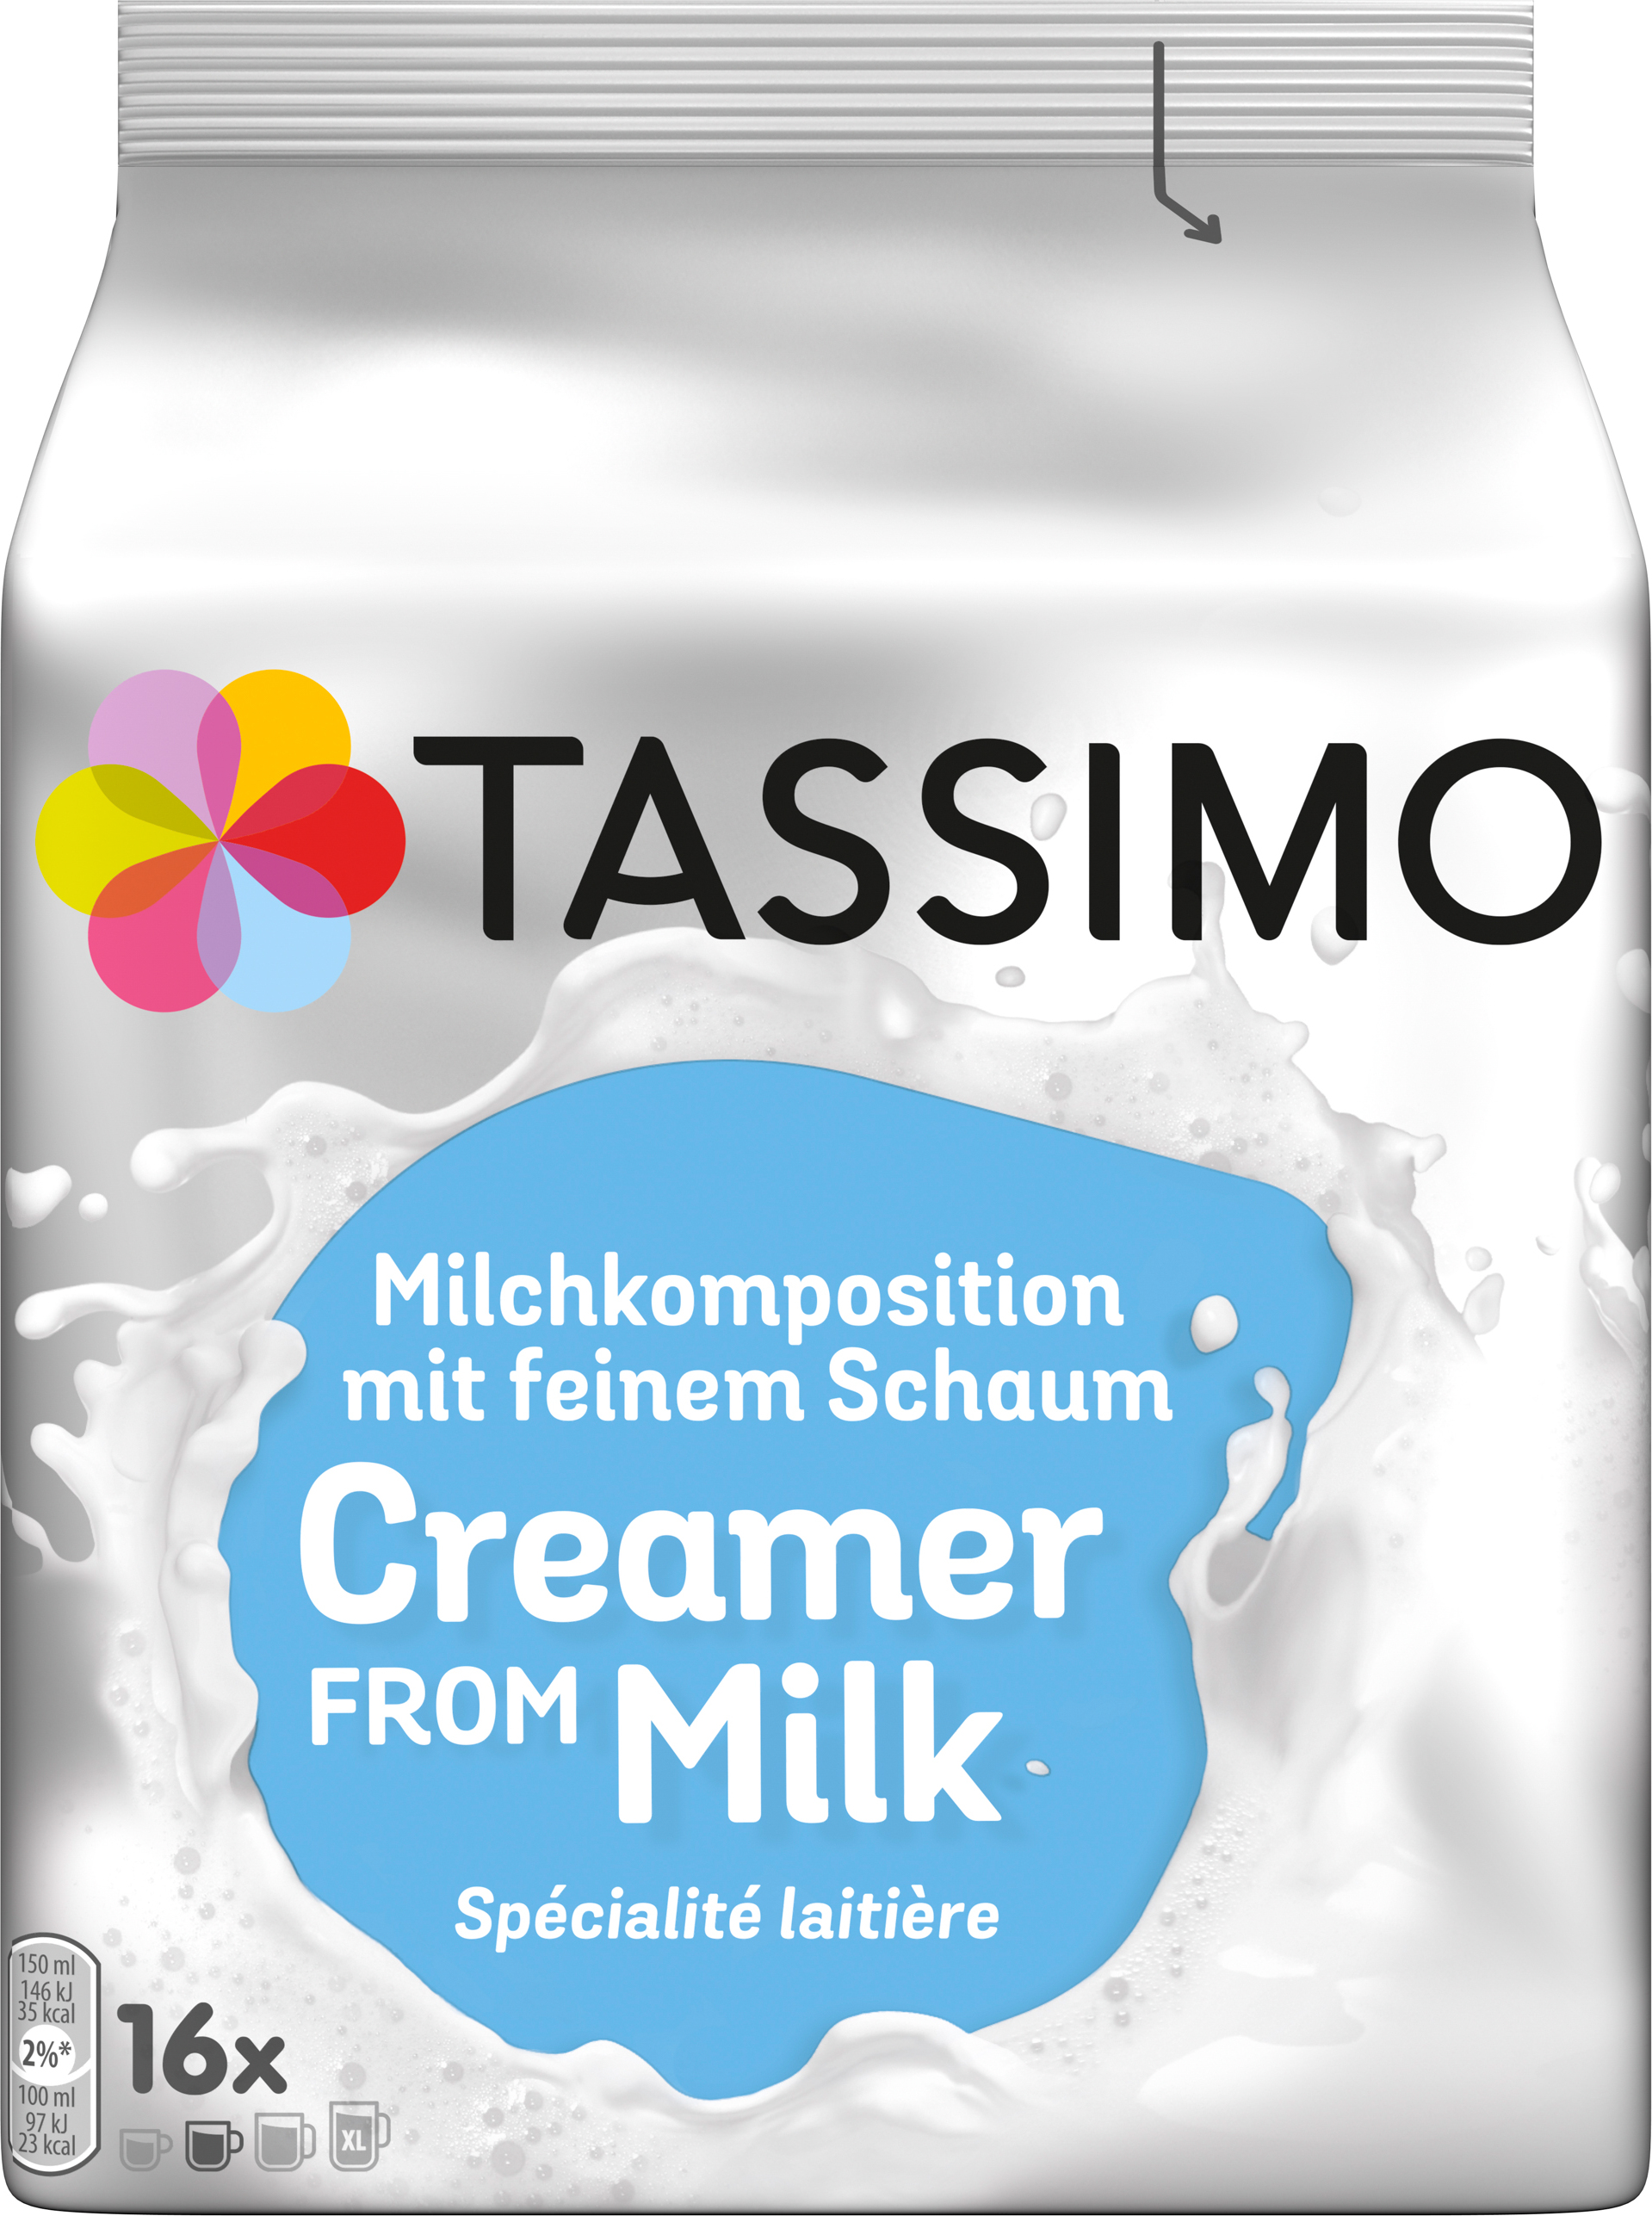 TASSIMO
Milchkomposition
mit feinem Schaum
Creamer
FROM Milk
Spécialité laitière
150 ml
146 kJ
35 kcal
2%*
100 ml
97 kJ
23 kcal
16x
XL